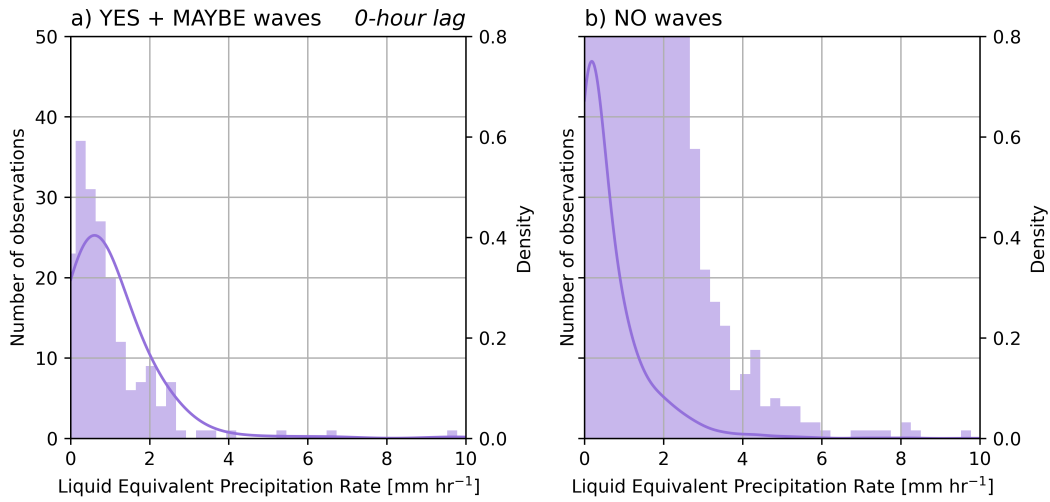 a) YES + MAYBE waves 0-hour lag
50
40
30
20
10
0
Number of observations
0.8
0.6
0.4
0.2
0.0
Density
0 2 4 6 8 10
Liquid Equivalent Precipitation Rate [mm hr⁻¹]
b) NO waves
Number of observations
0.8
0.6
0.4
0.2
0.0
Density
0 2 4 6 8 10
Liquid Equivalent Precipitation Rate [mm hr⁻¹]